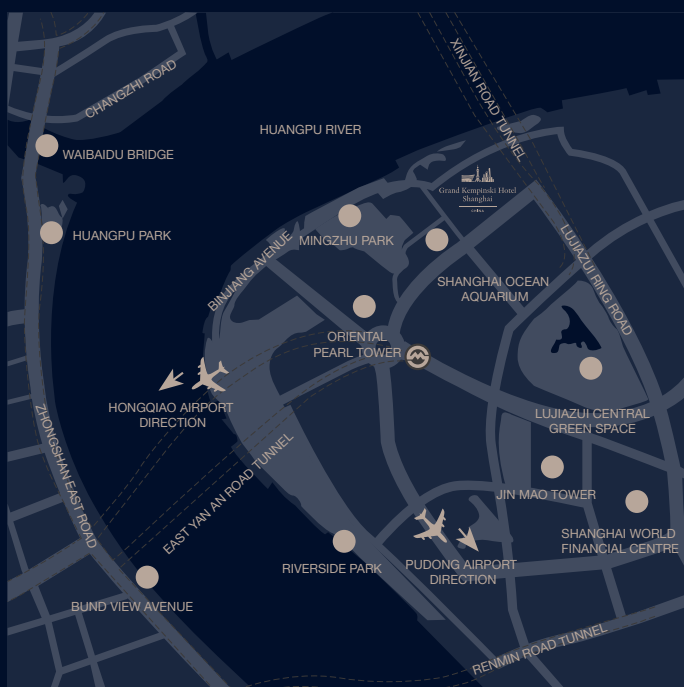 XINJIAN ROAD TUNNEL
CHANGZHI ROAD
HUANGPU RIVER
WAIBAIDU BRIDGE
Grand Kempinski Hotel
Shanghai
CHINA
HUANGPU PARK
MINGZHU PARK
BINJIANG AVENUE
SHANGHAI OCEAN
AQUARIUM
LUJIAZUI RING ROAD
ORIENTAL
PEARL TOWER
HONGQIAO AIRPORT
DIRECTION
LUJIAZUI CENTRAL
GREEN SPACE
ZHONGSHAN EAST ROAD
EAST YAN AN ROAD TUNNEL
JIN MAO TOWER
SHANGHAI WORLD
FINANCIAL CENTRE
RIVERSIDE PARK
PUDONG AIRPORT
DIRECTION
BUND VIEW AVENUE
RENMIN ROAD TUNNEL